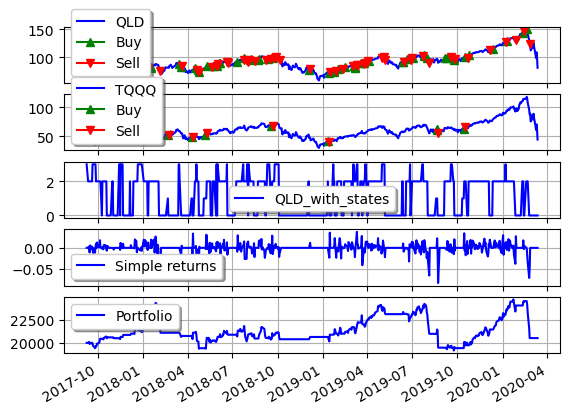 150
100
QLD
Buy
Sell
100
50
TQQQ
Buy
Sell
2
0
QLD_with_states
0.00
−0.05
Simple returns
22500
20000
Portfolio
2017-10
2018-01
2018-04
2018-07
2018-10
2019-01
2019-04
2019-07
2019-10
2020-01
2020-04